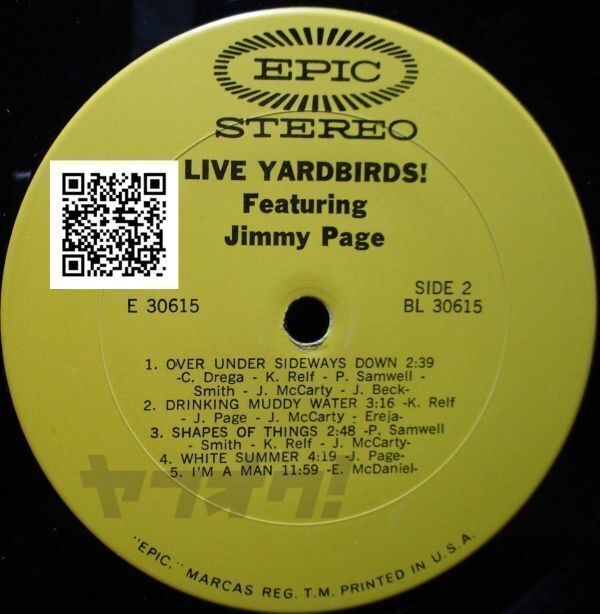 EPIC
STEREO
LIVE YARDBIRDS!
Featuring
Jimmy Page
SIDE 2
E 30615
BL 30615
1. OVER UNDER SIDEWAYS DOWN 2:39
-C. Drega - K. Relf - P. Samwell -
Smith - J. McCarty - J. Beck-
2. DRINKING MUDDY WATER 3:16 -K. Relf
- J. Page - J. McCarty - Ereja-
3. SHAPES OF THINGS 2:48 -P. Samwell
- Smith - K. Relf - J. McCarty-
4. WHITE SUMMER 4:19 -J. Page-
5. I'M A MAN 11:59 -E. McDaniel-
ヤフオク!
"EPIC," MARCAS REG. T.M. PRINTED IN U.S.A.